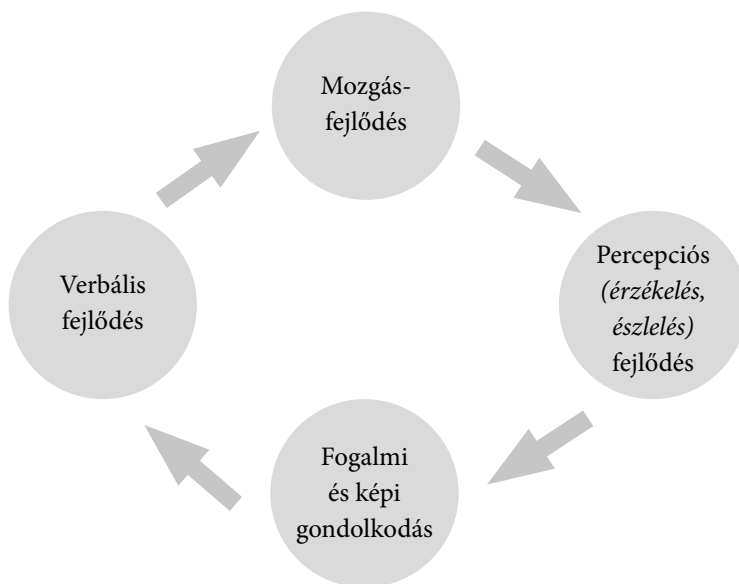 Mozgás-
fejlődés
Percepciós
(érzékelés,
észlelés)
fejlődés
Fogalmi
és képi
gondolkodás
Verbális
fejlődés